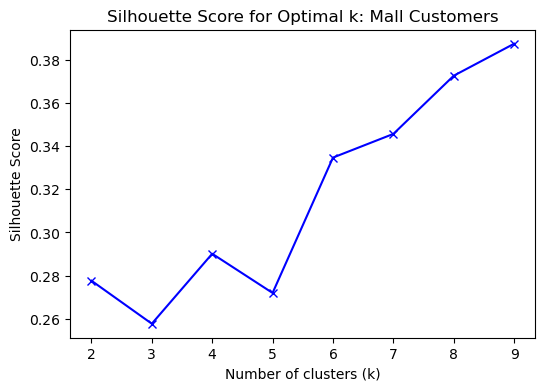 Silhouette Score for Optimal k: Mall Customers
Silhouette Score
0.38
0.36
0.34
0.32
0.30
0.28
0.26
2 3 4 5 6 7 8 9
Number of clusters (k)